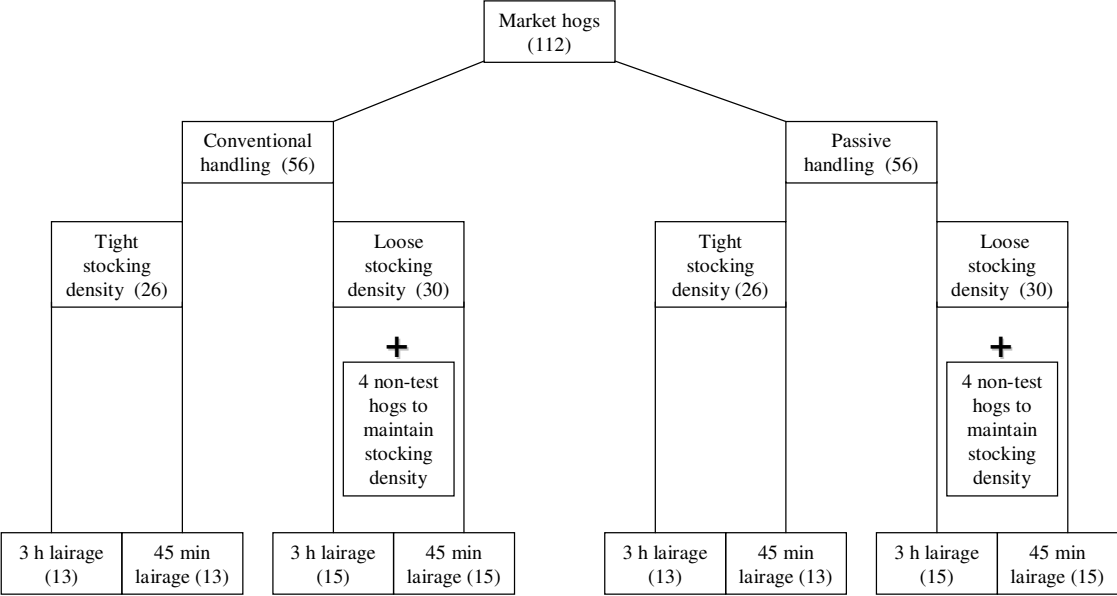 Market hogs
(112)
Conventional
handling (56)
Passive
handling (56)
Tight
stocking
density (26)
Loose
stocking
density (30)
Tight
stocking
density (26)
Loose
stocking
density (30)
+
4 non-test
hogs to
maintain
stocking
density
+
4 non-test
hogs to
maintain
stocking
density
3 h lairage
(13)
45 min
lairage (13)
3 h lairage
(15)
45 min
lairage (15)
3 h lairage
(13)
45 min
lairage (13)
3 h lairage
(15)
45 min
lairage (15)